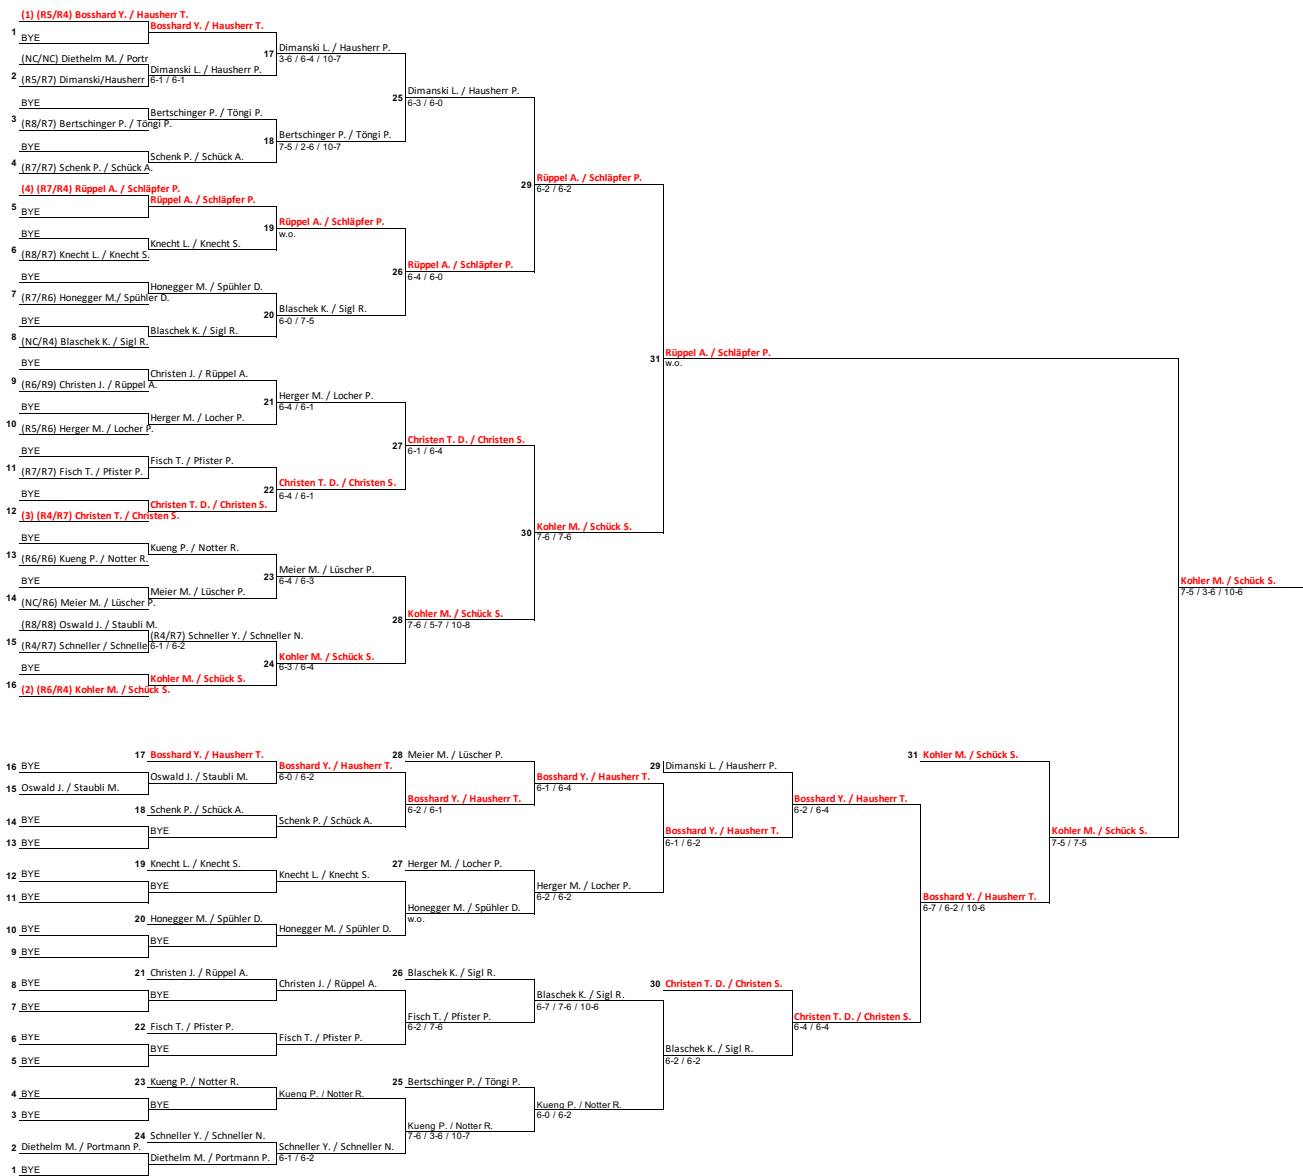 (1) (R5/R4) Bosshard Y. / Hausherr T.
1
BYE
Bosshard Y. / Hausherr T.
(NC/NC) Diethelm M. / Portr
2
(R5/R7) Dimanski/Hausherr
Dimanski L. / Hausherr P.
6-1 / 6-1
17
Dimanski L. / Hausherr P.
3-6 / 6-4 / 10-7
BYE
3
(R8/R7) Bertschinger P. / Töngi P.
Bertschinger P. / Töngi P.
BYE
4
(R7/R7) Schenk P. / Schück A.
Schenk P. / Schück A.
18
Bertschinger P. / Töngi P.
7-5 / 2-6 / 10-7
25
Dimanski L. / Hausherr P.
6-3 / 6-0
(4) (R7/R4) Rüppel A. / Schläpfer P.
5
BYE
Rüppel A. / Schläpfer P.
BYE
6
(R8/R7) Knecht L. / Knecht S.
Knecht L. / Knecht S.
19
Rüppel A. / Schläpfer P.
w.o.
BYE
7
(R7/R6) Honegger M./ Spühler D.
Honegger M. / Spühler D.
BYE
8
(NC/R4) Blaschek K. / Sigl R.
Blaschek K. / Sigl R.
20
Blaschek K. / Sigl R.
6-0 / 7-5
26
Rüppel A. / Schläpfer P.
6-4 / 6-0
29
Rüppel A. / Schläpfer P.
6-2 / 6-2
BYE
9
(R6/R9) Christen J. / Rüppel A.
Christen J. / Rüppel A.
BYE
10
(R5/R6) Herger M. / Locher P.
Herger M. / Locher P.
21
Herger M. / Locher P.
6-4 / 6-1
BYE
11
(R7/R7) Fisch T. / Pfister P.
Fisch T. / Pfister P.
BYE
12
(3) (R4/R7) Christen T. / Christen S.
Christen T. D. / Christen S.
22
Christen T. D. / Christen S.
6-4 / 6-1
27
Christen T. D. / Christen S.
6-1 / 6-4
BYE
13
(R6/R6) Kueng P. / Notter R.
Kueng P. / Notter R.
BYE
14
(NC/R6) Meier M. / Lüscher P.
Meier M. / Lüscher P.
23
Meier M. / Lüscher P.
6-4 / 6-3
(R8/R8) Oswald J. / Staubli M.
15
(R4/R7) Schneller / Schnelle
(R4/R7) Schneller Y. / Schneller N.
6-1 / 6-2
BYE
16
(2) (R6/R4) Kohler M. / Schück S.
Kohler M. / Schück S.
24
Kohler M. / Schück S.
6-3 / 6-4
28
Kohler M. / Schück S.
7-6 / 5-7 / 10-8
30
Kohler M. / Schück S.
7-6 / 7-6
31
Rüppel A. / Schläpfer P.
w.o.
Kohler M. / Schück S.
7-5 / 3-6 / 10-6
16 BYE
15 Oswald J. / Staubli M.
17 Bosshard Y. / Hausherr T.
Oswald J. / Staubli M.
Bosshard Y. / Hausherr T.
6-0 / 6-2
14 BYE
13 BYE
18 Schenk P. / Schück A.
BYE
Schenk P. / Schück A.
Bosshard Y. / Hausherr T.
6-2 / 6-1
28 Meier M. / Lüscher P.
Bosshard Y. / Hausherr T.
6-1 / 6-4
12 BYE
11 BYE
19 Knecht L. / Knecht S.
BYE
Knecht L. / Knecht S.
10 BYE
9 BYE
20 Honegger M. / Spühler D.
BYE
Honegger M. / Spühler D.
Honegger M. / Spühler D.
w.o.
27 Herger M. / Locher P.
Herger M. / Locher P.
6-2 / 6-2
Bosshard Y. / Hausherr T.
6-1 / 6-2
29 Dimanski L. / Hausherr P.
Bosshard Y. / Hausherr T.
6-2 / 6-4
8 BYE
7 BYE
21 Christen J. / Rüppel A.
BYE
Christen J. / Rüppel A.
6 BYE
5 BYE
22 Fisch T. / Pfister P.
BYE
Fisch T. / Pfister P.
Fisch T. / Pfister P.
6-2 / 7-6
26 Blaschek K. / Sigl R.
Blaschek K. / Sigl R.
6-7 / 7-6 / 10-6
4 BYE
3 BYE
23 Kueng P. / Notter R.
BYE
Kueng P. / Notter R.
2 Diethelm M. / Portmann P.
1 BYE
24 Schneller Y. / Schneller N.
Diethelm M. / Portmann P.
Schneller Y. / Schneller N.
6-1 / 6-2
Kueng P. / Notter R.
7-6 / 3-6 / 10-7
25 Bertschinger P. / Töngi P.
Kueng P. / Notter R.
6-0 / 6-2
Blaschek K. / Sigl R.
6-2 / 6-2
30 Christen T. D. / Christen S.
Christen T. D. / Christen S.
6-4 / 6-4
Bosshard Y. / Hausherr T.
6-7 / 6-2 / 10-6
31 Kohler M. / Schück S.
Kohler M. / Schück S.
7-5 / 7-5